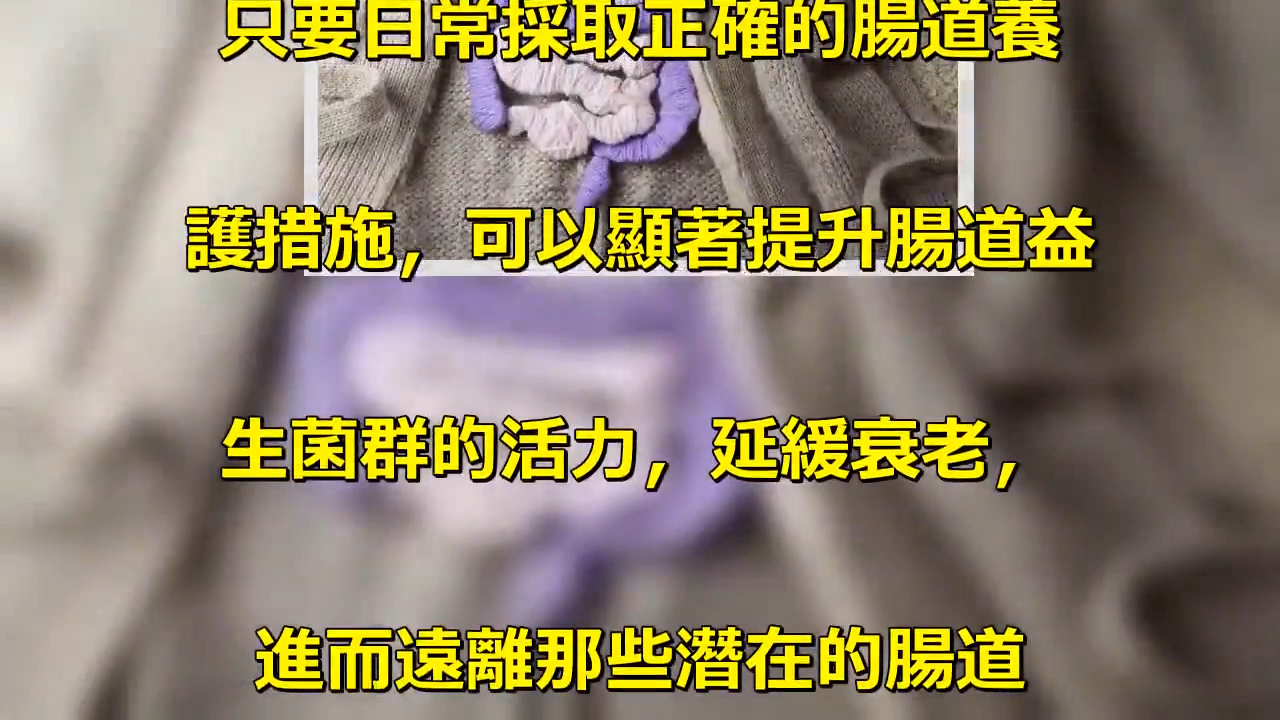 只要日常採取正確的腸道養
護措施，可以顯著提升腸道益
生菌群的活力，延緩衰老，
進而遠離那些潛在的腸道